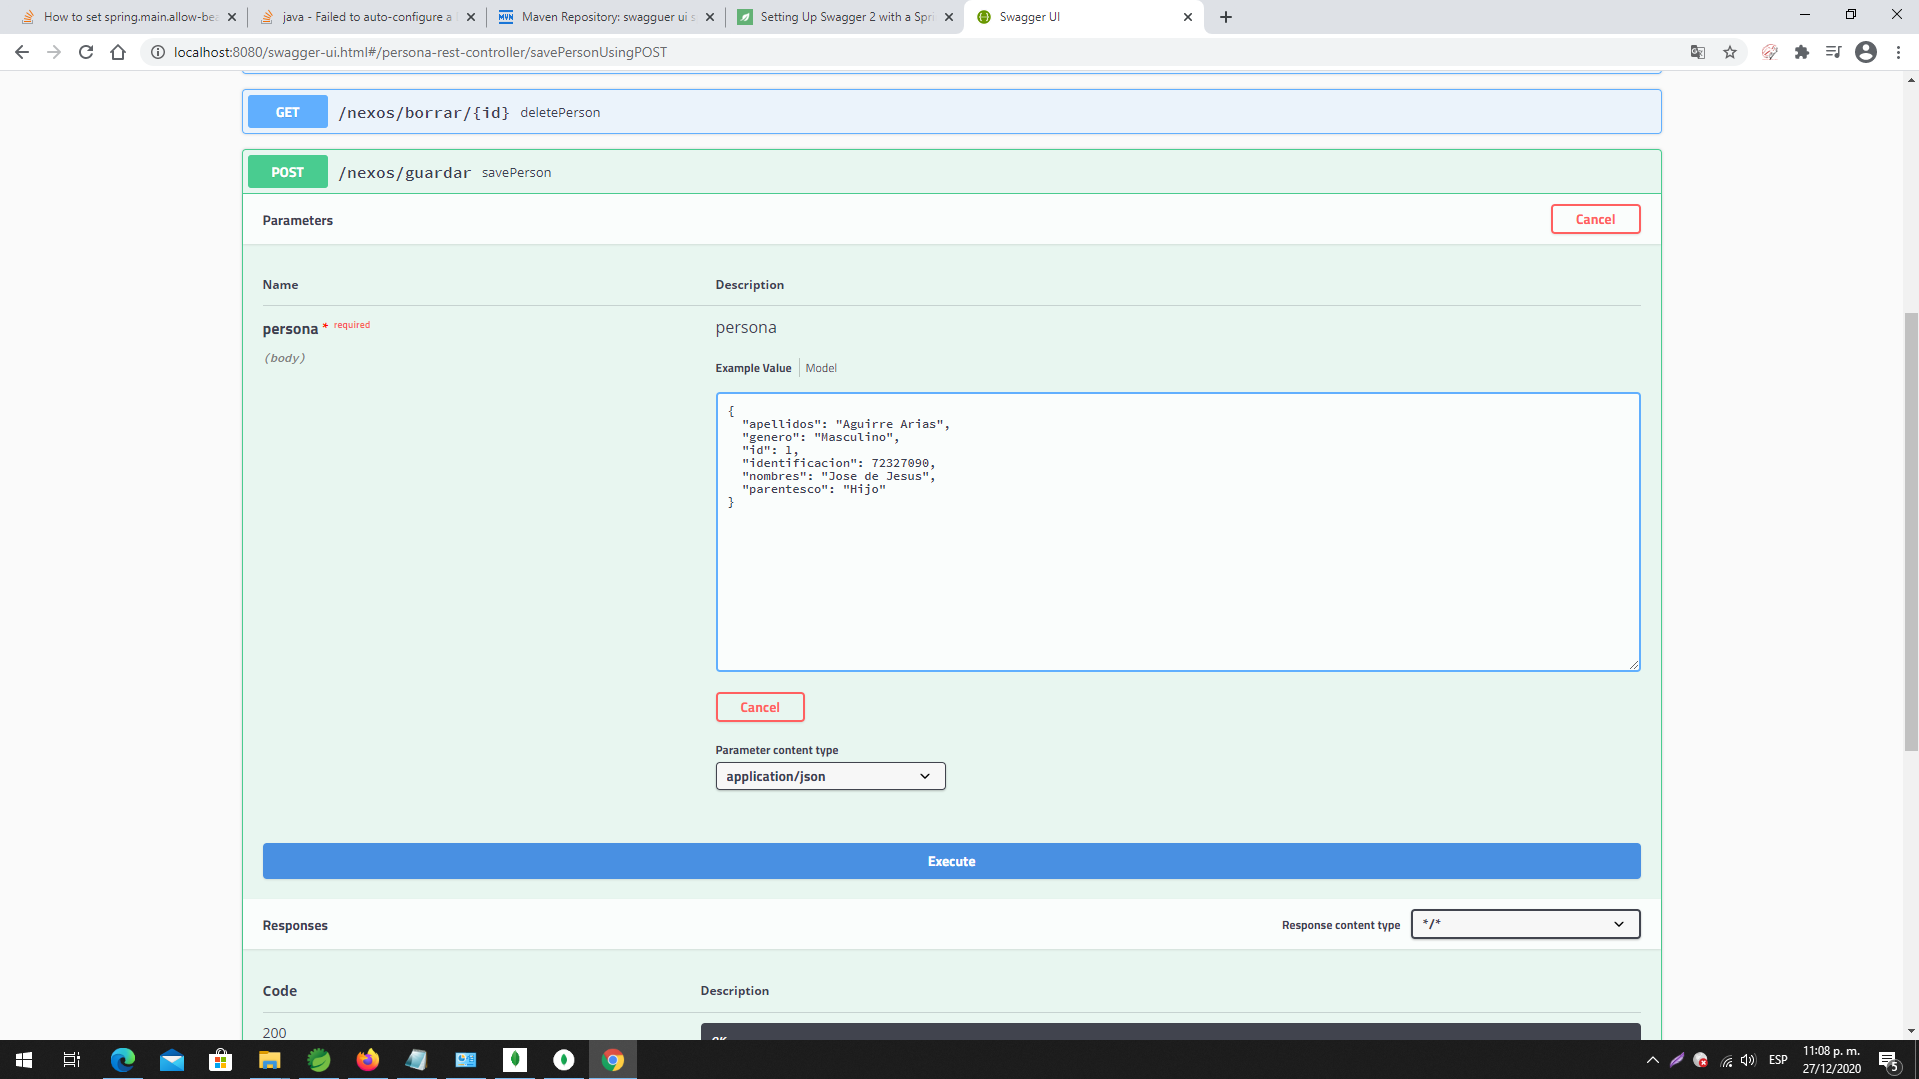 How to set spring.main.allow-bea
java - Failed to auto-configure a
Maven Repository: swagguer ui s
Setting Up Swagger 2 with a Spri
Swagger UI
localhost:8080/swagger-ui.html#/persona-rest-controller/savePersonUsingPOST
GET /nexos/borrar/{id} deletePerson
POST /nexos/guardar savePerson
Parameters
Cancel
Name Description
persona * required
(body)
persona
Example Value Model
{
"apellidos": "Aguirre Arias",
"genero": "Masculino",
"id": 1,
"identificacion": 72327090,
"nombres": "Jose de Jesus",
"parentesco": "Hijo"
}
Cancel
Parameter content type
application/json
Execute
Responses
Response content type */*
Code Description
200
MVN
ESP
11:08 p. m.
27/12/2020
5